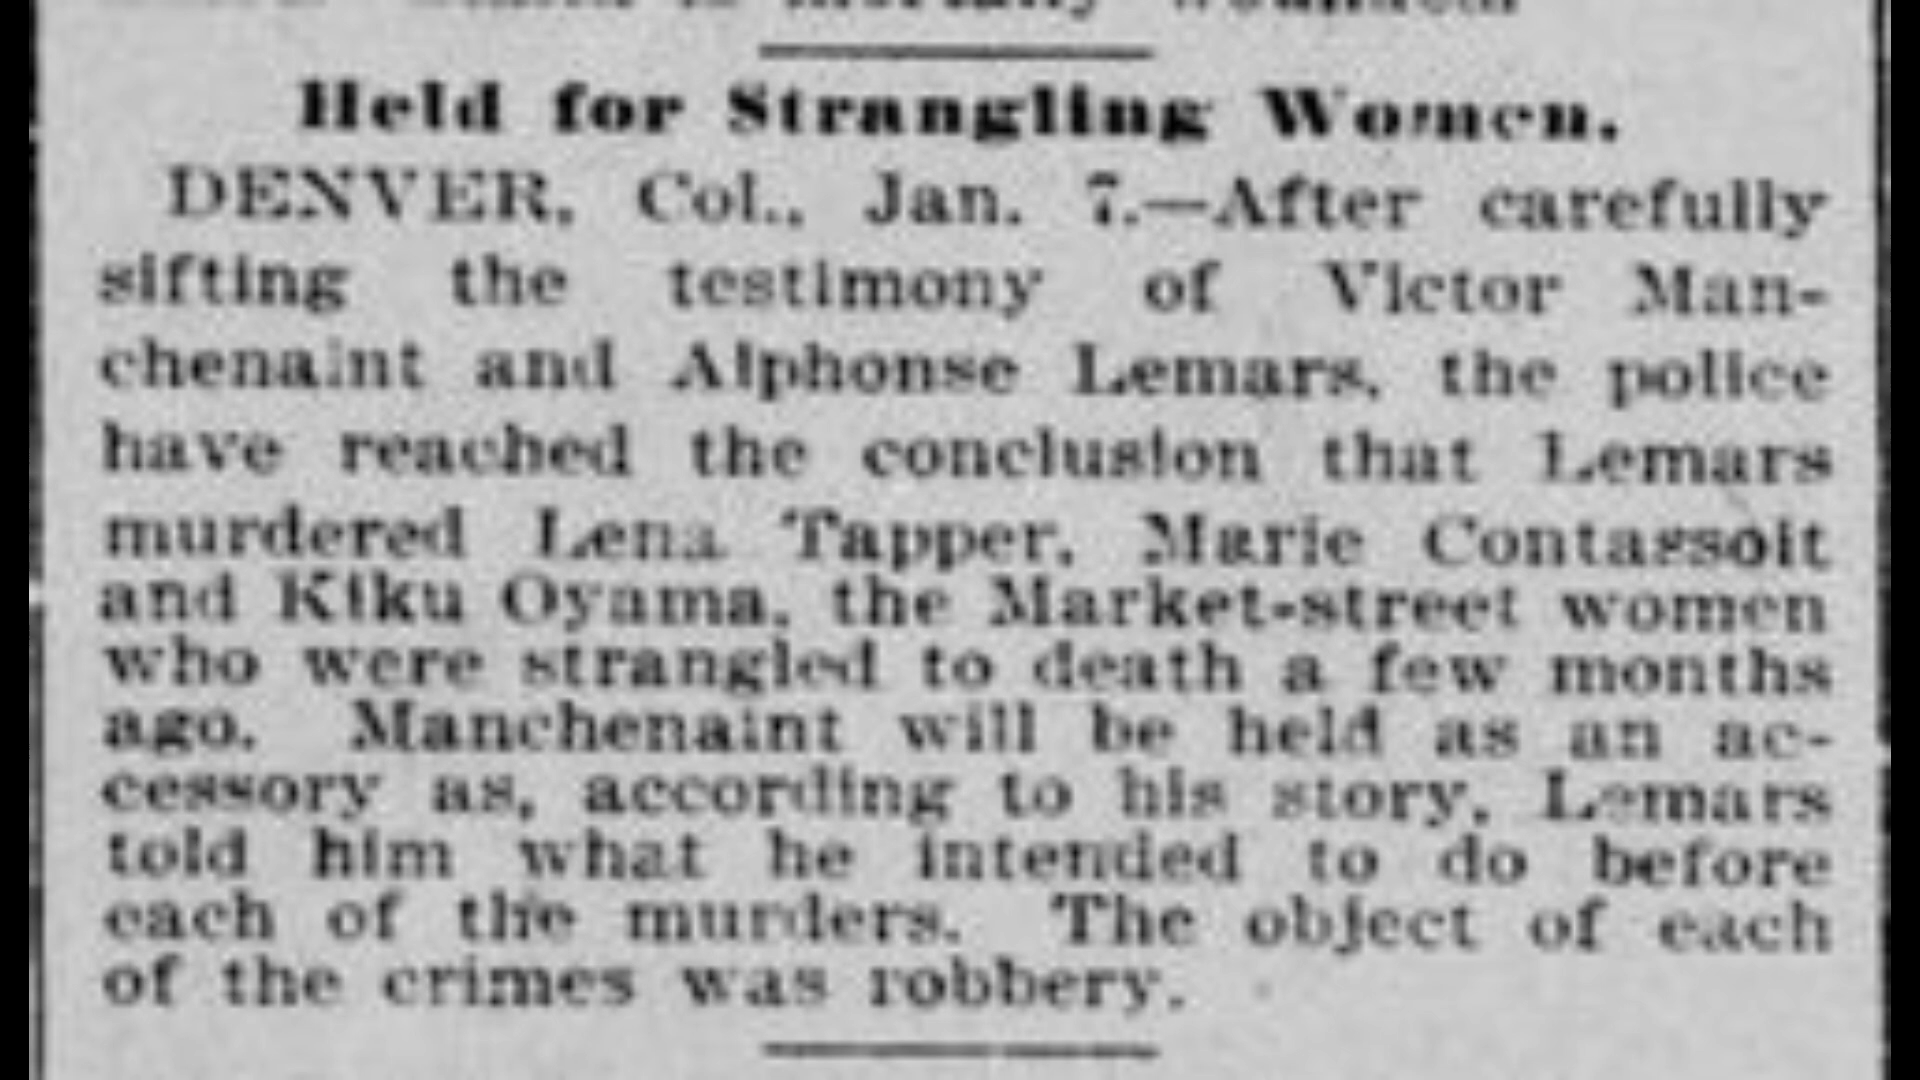 Held for Strangling Women.
DENVER, Col., Jan. 7.—After carefully
sifting the testimony of Victor Man-
chenaint and Alphonse Lemars, the police
have reached the conclusion that Lemars
murdered Lena Tapper, Marie Contassoit
and Kiku Oyama, the Market-street women
who were strangled to death a few months
ago. Manchenaint will be held as an ac-
cessory as, according to his story, Lemars
told him what he intended to do before
each of the murders. The object of each
of the crimes was robbery.